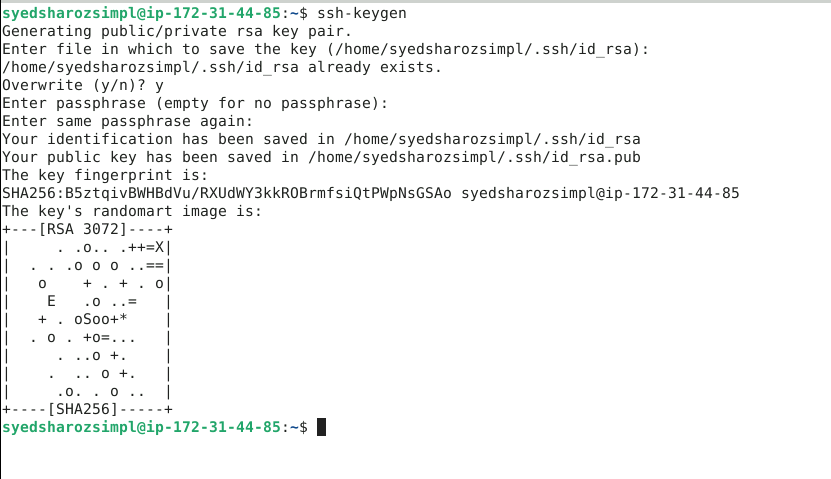 syedsharozsimpl@ip-172-31-44-85:~$ ssh-keygen
Generating public/private rsa key pair.
Enter file in which to save the key (/home/syedsharozsimpl/.ssh/id_rsa):
/home/syedsharozsimpl/.ssh/id_rsa already exists.
Overwrite (y/n)? y
Enter passphrase (empty for no passphrase):
Enter same passphrase again:
Your identification has been saved in /home/syedsharozsimpl/.ssh/id_rsa
Your public key has been saved in /home/syedsharozsimpl/.ssh/id_rsa.pub
The key fingerprint is:
SHA256:B5ztqivBWHBdVu/RXUdWY3kkROBrmfsiQtPWpNsGSAo syedsharozsimpl@ip-172-31-44-85
The key's randomart image is:
+---[RSA 3072]----+
|     . .o.. .++=X|
|  . . .o o o ..==|
|   o    + . + . o|
|    E   .o ..=   |
|   + . oSoo+*    |
|  . o . +o=...   |
|     . ..o +.    |
|    .  .. o +.   |
|     .o. . o ..  |
+----[SHA256]-----+
syedsharozsimpl@ip-172-31-44-85:~$